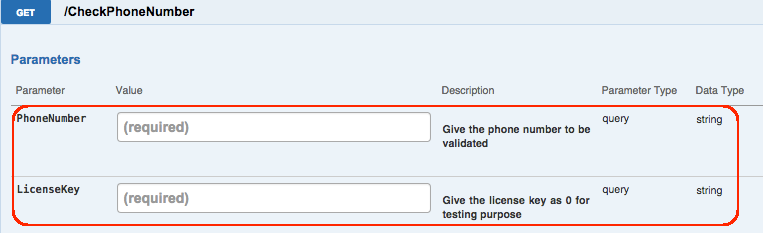 GET /CheckPhoneNumber
Parameters
Parameter Value Description Parameter Type Data Type
PhoneNumber (required) Give the phone number to be query string
validated
LicenseKey (required) Give the license key as 0 for query string
testing purpose